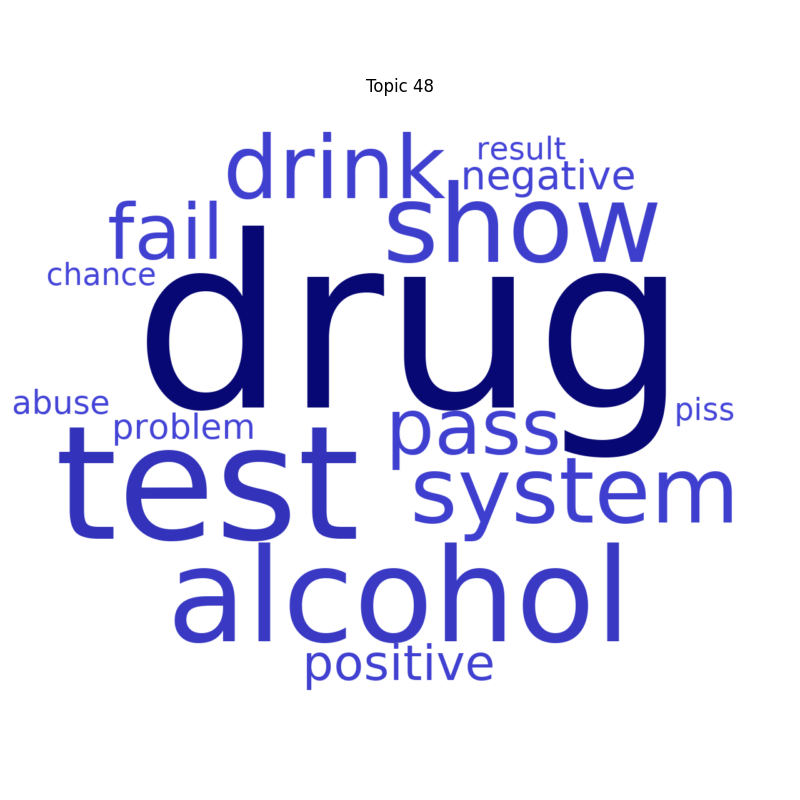 Topic 48
result
drink
negative
show
fail
chance
drug
abuse
piss
problem
pass
test
system
alcohol
positive